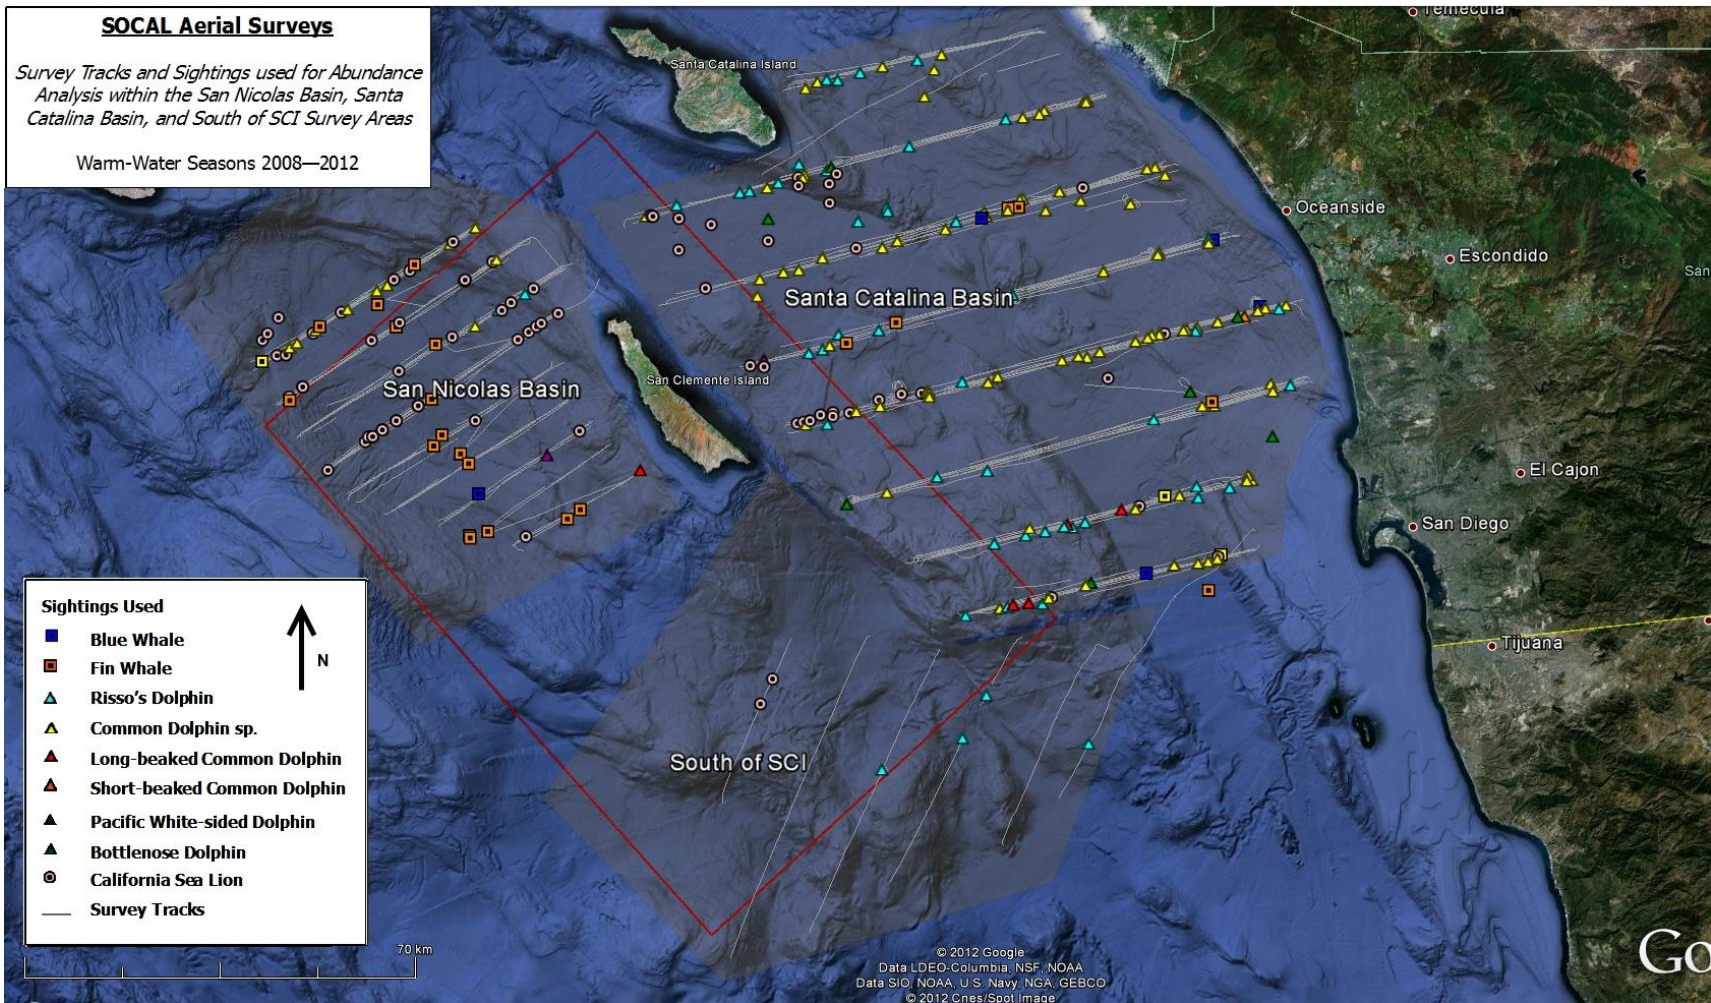 SOCAL Aerial Surveys
Survey Tracks and Sightings used for Abundance
Analysis within the San Nicolas Basin, Santa
Catalina Basin, and South of SCI Survey Areas
Warm-Water Seasons 2008—2012
Temecula
Santa Catalina Island
Oceanside
Escondido
San
Santa Catalina Basin
San Nicolas Basin
San Clemente Island
El Cajon
San Diego
Tijuana
South of SCI
Sightings Used
Blue Whale
Fin Whale
N
Risso's Dolphin
Common Dolphin sp.
Long-beaked Common Dolphin
Short-beaked Common Dolphin
Pacific White-sided Dolphin
Bottlenose Dolphin
California Sea Lion
Survey Tracks
70 km
© 2012 Google
Data LDEO-Columbia, NSF, NOAA
Data SIO, NOAA, U.S. Navy, NGA, GEBCO
© 2012 Cnes/Spot Image
Go